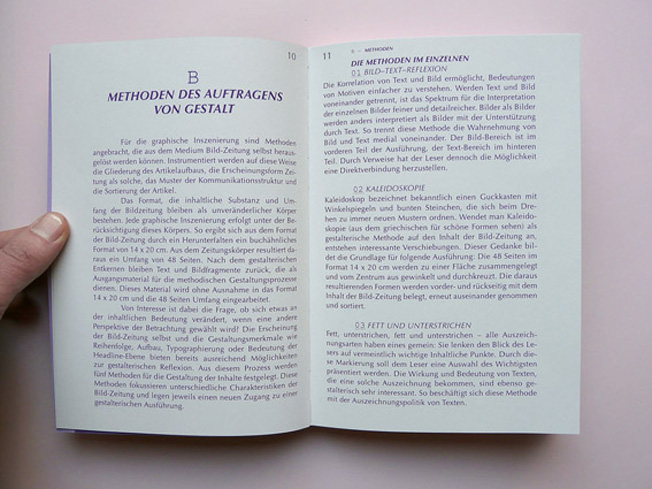 10
B
METHODEN DES AUFTRAGENS
VON GESTALT
Für die graphische Inszenierung sind Methoden
angebracht, die aus dem Medium Bild-Zeitung selbst heraus-
gelöst werden können. Instrumentiert werden auf diese Weise
die Gliederung des Artikelaufbaus, die Erscheinungsform Zei-
tung als solche, das Muster der Kommunikationsstruktur und
die Sortierung der Artikel.
Das Format, die inhaltliche Substanz und Um-
fang der Bildzeitung bleiben als unveränderlicher Körper
bestehen. Jede graphische Inszenierung erfolgt unter der Be-
rücksichtigung dieses Körpers. So ergibt sich aus dem Format
der Bild-Zeitung durch ein Herunterfalten ein buchähnliches
Format von 14 x 20 cm. Aus dem Zeitungskörper resultiert da-
raus ein Umfang von 48 Seiten. Nach dem gestalterischen
Entkernen bleiben Text und Bildfragmente zurück, die als
Ausgangsmaterial für die methodischen Gestaltungsprozesse
dienen. Dieses Material wird ohne Ausnahme in das Format
14 x 20 cm und die 48 Seiten Umfang eingearbeitet.
Von Interesse ist dabei die Frage, ob sich etwas an
der inhaltlichen Bedeutung verändert, wenn eine andere
Perspektive der Betrachtung gewählt wird! Die Erscheinung
der Bild-Zeitung selbst und die Gestaltungsmerkmale wie
Reihenfolge, Aufbau, Typographierung oder Bedeutung der
Headline-Ebene bieten bereits ausreichend Möglichkeiten
zur gestalterischen Reflexion. Aus diesem Prozess werden
fünf Methoden für die Gestaltung der Inhalte festgelegt. Diese
Methoden fokussieren unterschiedliche Charakteristiken der
Bild-Zeitung und legen jeweils einen neuen Zugang zu einer
gestalterischen Ausführung.
11
METHODEN
DIE METHODEN IM EINZELNEN
01 BILD–TEXT–REFLEXION
Die Korrelation von Text und Bild ermöglicht, Bedeutungen
von Motiven einfacher zu verstehen. Werden Text und Bild
voneinander getrennt, ist das Spektrum für die Interpretation
der einzelnen Bilder feiner und detailreicher. Bilder als Bilder
werden anders interpretiert als Bilder mit der Unterstützung
durch Text. So trennt diese Methode die Wahrnehmung von
Bild und Text medial voneinander. Der Bild-Bereich ist im
vorderen Teil der Ausführung, der Text-Bereich im hinteren
Teil. Durch Verweise hat der Leser dennoch die Möglichkeit
eine Direktverbindung herzustellen.
02 KALEIDOSKOPIE
Kaleidoskop bezeichnet bekanntlich einen Guckkasten mit
Winkelspiegeln und bunten Steinchen, die sich beim Dre-
hen zu immer neuen Mustern ordnen. Wendet man Kaleido-
skopie (aus dem griechischen für schöne Formen sehen) als
gestalterische Methode auf den Inhalt der Bild-Zeitung an,
entstehen interessante Verschiebungen. Dieser Gedanke bil-
det die Grundlage für folgende Ausführung: Die 48 Seiten im
Format 14 x 20 cm werden zu einer Fläche zusammengelegt
und vom Zentrum aus gewinkelt und durchkreuzt. Die daraus
resultierenden Formen werden vorder- und rückseitig mit dem
Inhalt der Bild-Zeitung belegt, erneut auseinander genommen
und sortiert.
03 FETT UND UNTERSTRICHEN
Fett, unterstrichen, fett und unterstrichen – alle Auszeich-
nungsarten haben eines gemein: Sie lenken den Blick des Le-
sers auf vermeintlich wichtige Inhaltliche Punkte. Durch die-
se Markierung soll dem Leser eine Auswahl des Wichtigsten
präsentiert werden. Die Wirkung und Bedeutung von Texten,
die eine solche Auszeichnung bekommen, sind ebenso ge-
stalterisch sehr interessant. So beschäftigt sich diese Methode
mit der Auszeichnungspolitik von Texten.